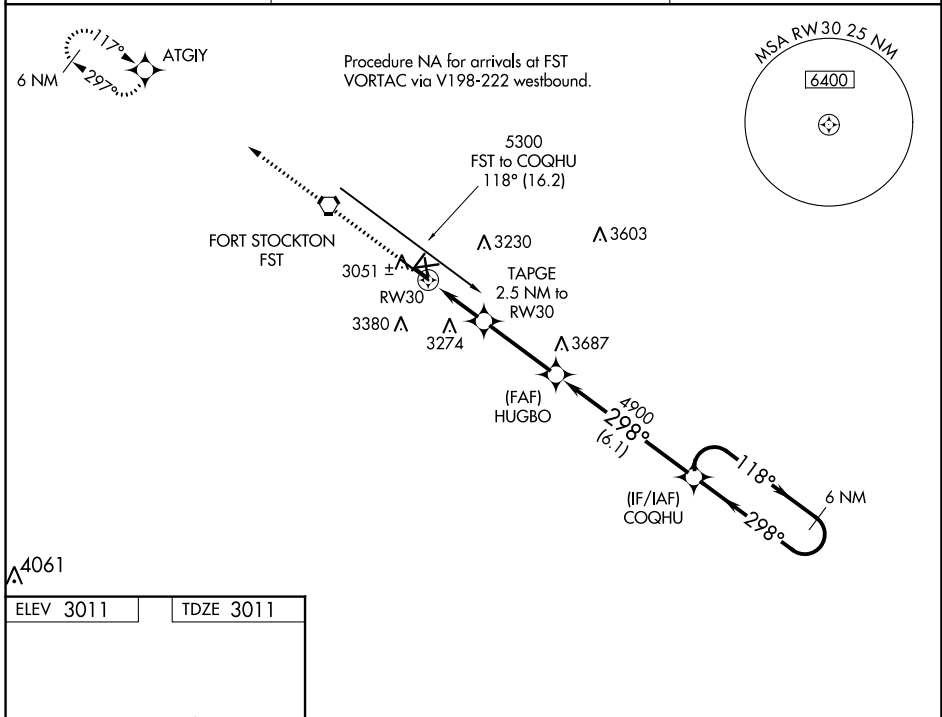 117°
ATGIY
6 NM
297°
Procedure NA for arrivals at FST
VORTAC via V198-222 westbound.
MSA RW30 25 NM
6400
5300
FST to COQHU
118° (16.2)
FORT STOCKTON
FST
3230
3603
3051 ±
RW30
TAPGE
2.5 NM to
RW30
3380
3274
3687
(FAF)
HUGBO
4900
298°
(6.1)
118°
6 NM
(IF/IAF)
COQHU
298°
4061
ELEV 3011
TDZE 3011